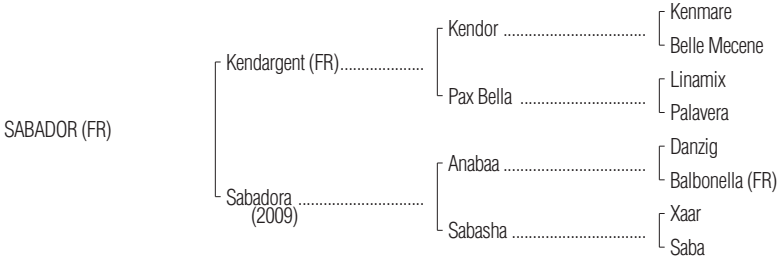 Kenmare
Kendor ....................................
Belle Mecene
Kendargent (FR)...................
Linamix
Pax Bella ................................
Palavera
SABADOR (FR)
Danzig
Anabaa ....................................
Balbonella (FR)
Sabadora ................................
(2009)
Xaar
Sabasha ..................................
Saba